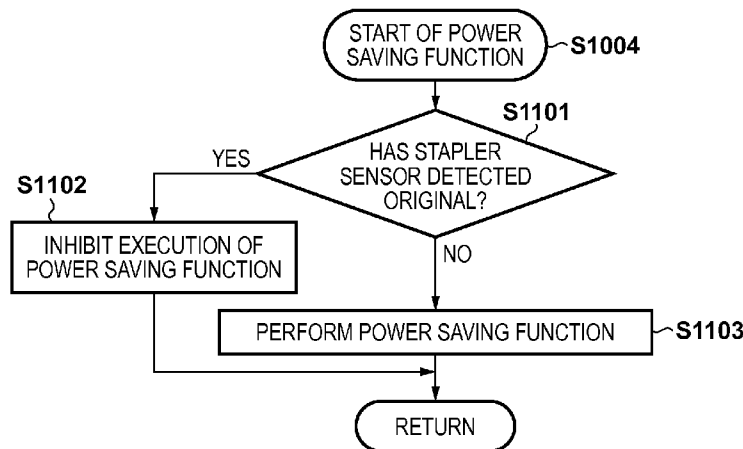 START OF POWER
SAVING FUNCTION
S1004
S1101
HAS STAPLER
SENSOR DETECTED
ORIGINAL?
YES
S1102
INHIBIT EXECUTION OF
POWER SAVING FUNCTION
NO
PERFORM POWER SAVING FUNCTION
S1103
RETURN